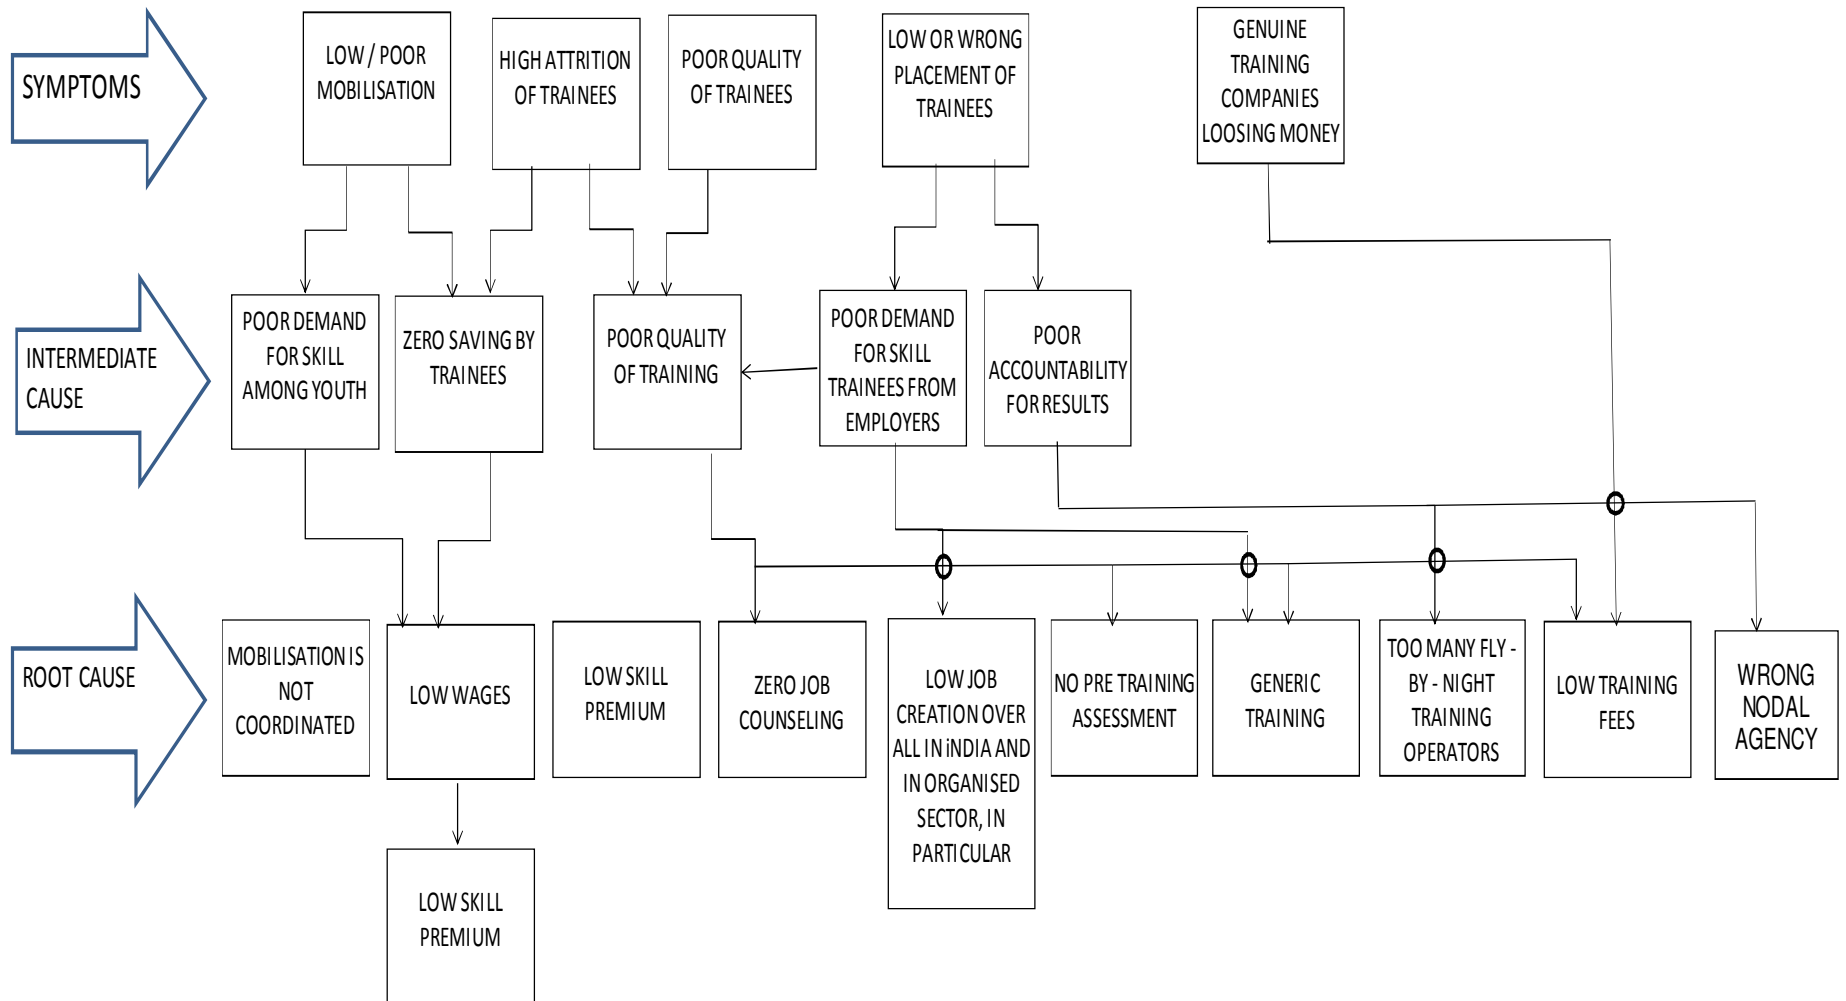 SYMPTOMS
LOW / POOR
MOBILISATION
HIGH ATTRITION
OF TRAINEES
POOR QUALITY
OF TRAINEES
LOW OR WRONG
PLACEMENT OF
TRAINEES
GENUINE
TRAINING
COMPANIES
LOOSING MONEY
INTERMEDIATE
CAUSE
POOR DEMAND
FOR SKILL
AMONG YOUTH
ZERO SAVING BY
TRAINEES
POOR QUALITY
OF TRAINING
POOR DEMAND
FOR SKILL
TRAINEES FROM
EMPLOYERS
POOR
ACCOUNTABILITY
FOR RESULTS
ROOT CAUSE
MOBILISATION IS
NOT
COORDINATED
LOW WAGES
LOW SKILL
PREMIUM
ZERO JOB
COUNSELING
LOW JOB
CREATION OVER
ALL IN iNDIA AND
IN ORGANISED
SECTOR, IN
PARTICULAR
NO PRE TRAINING
ASSESSMENT
GENERIC
TRAINING
TOO MANY FLY -
BY - NIGHT
TRAINING
OPERATORS
LOW TRAINING
FEES
WRONG
NODAL
AGENCY
LOW SKILL
PREMIUM